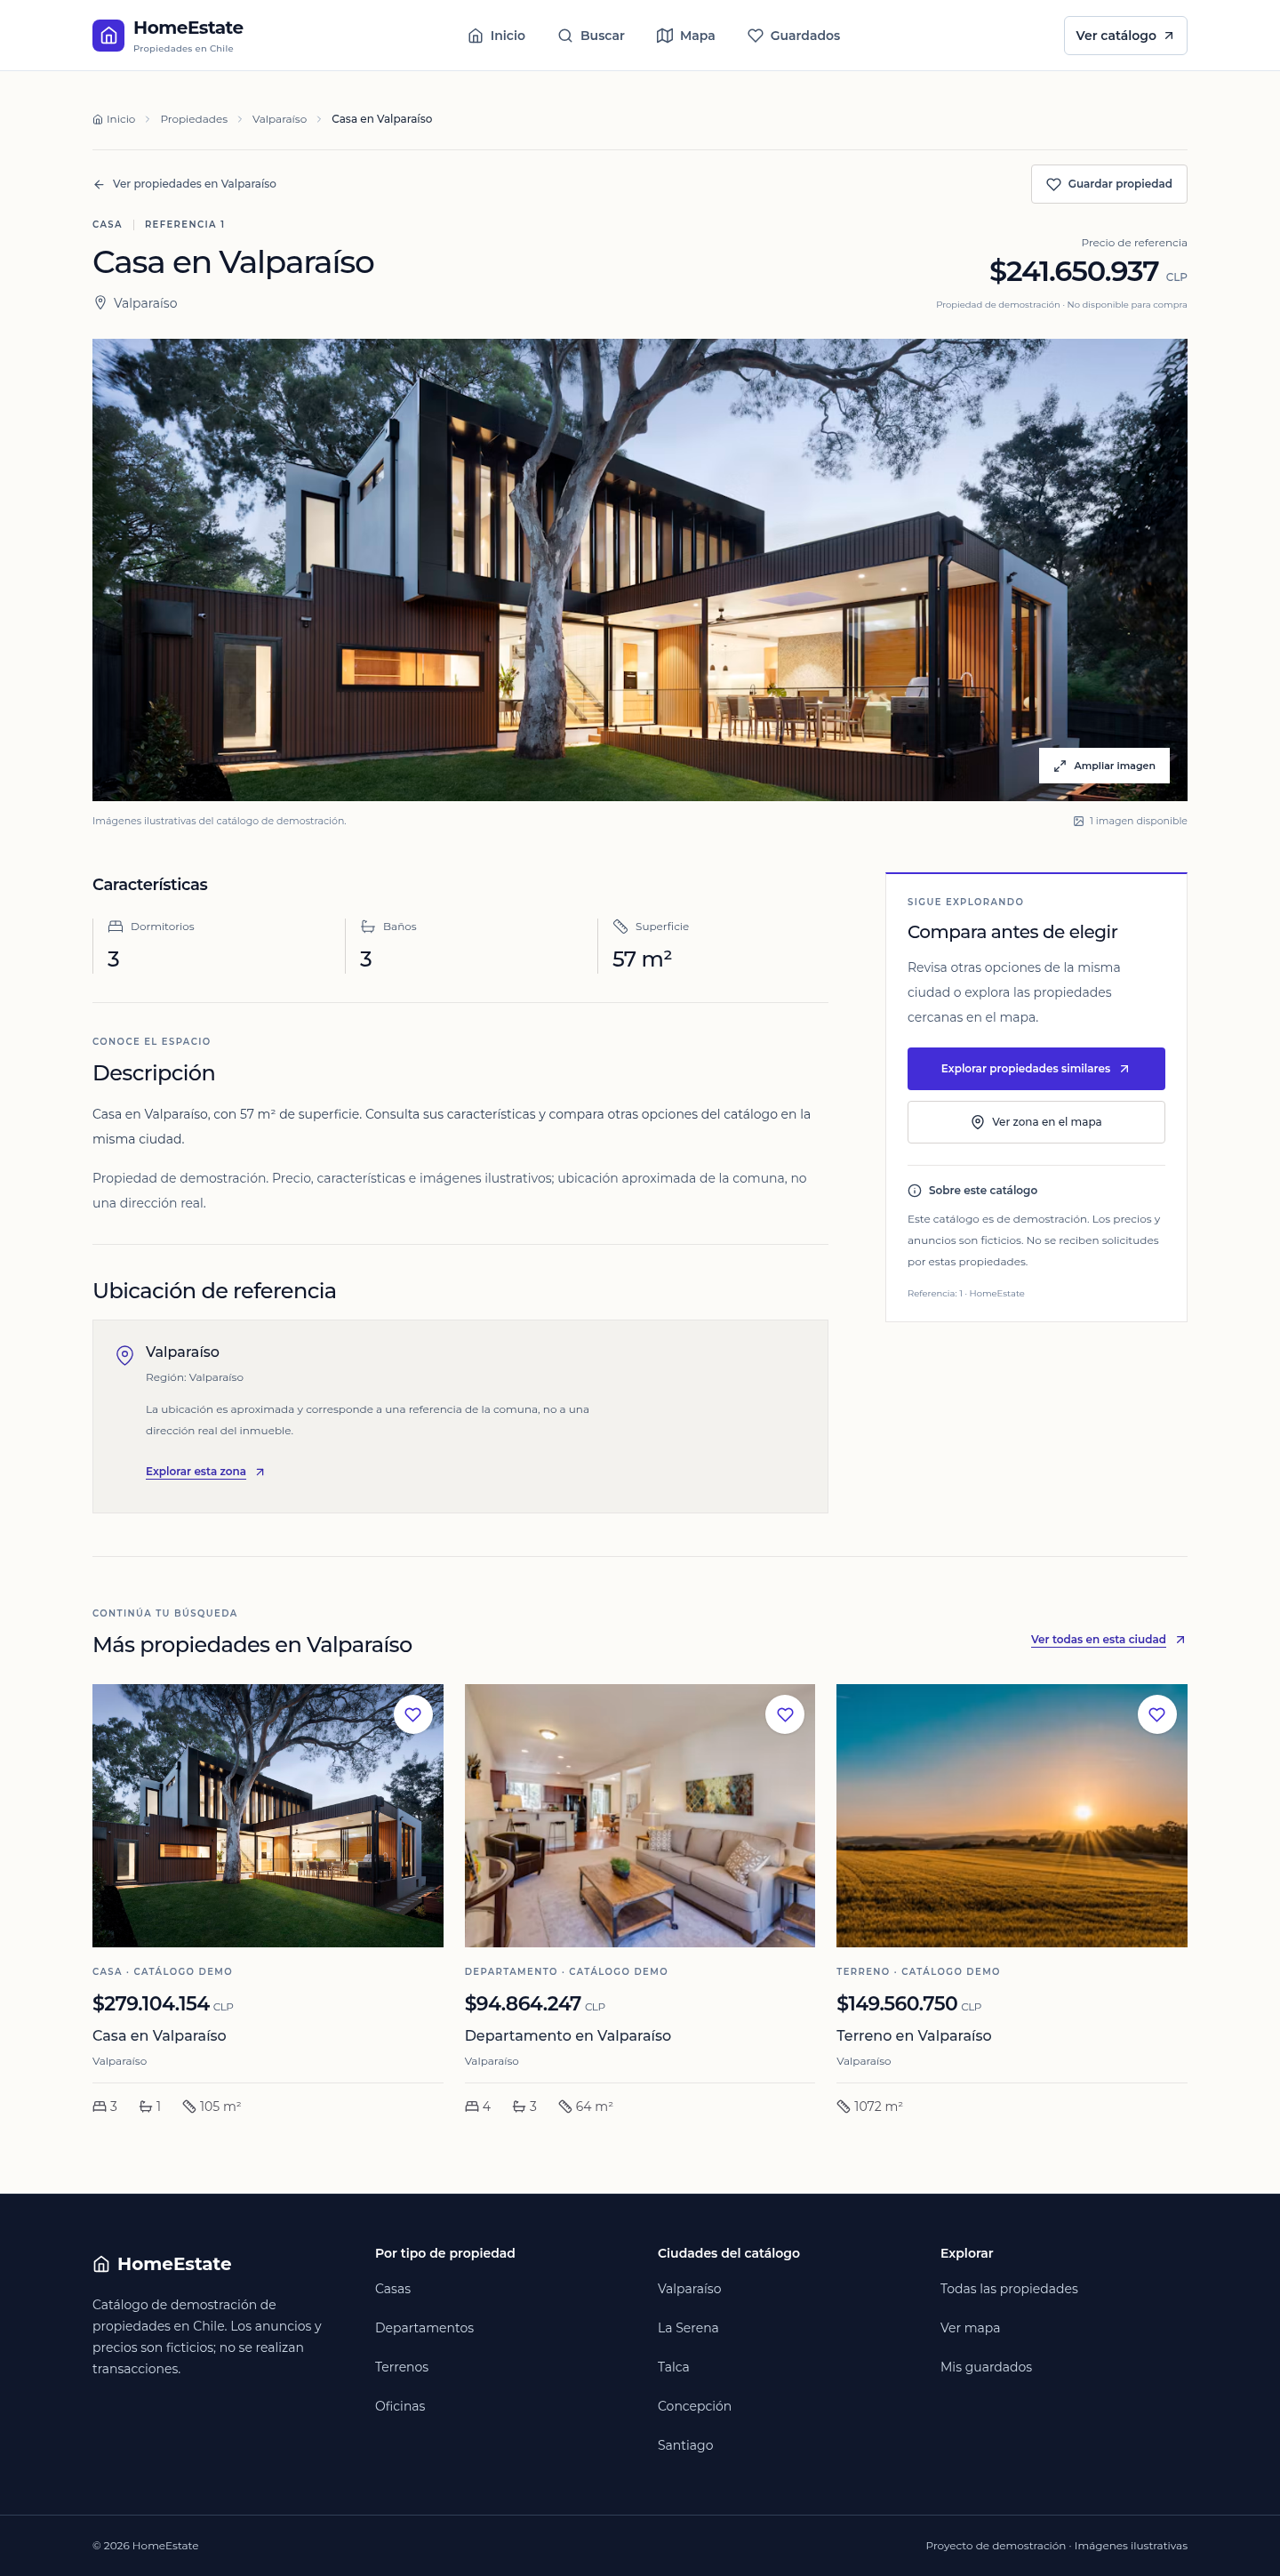 HomeEstate
Propiedades en Chile
Inicio
Buscar
Mapa
Guardados
Ver catálogo
Inicio
Propiedades
Valparaíso
Casa en Valparaíso
Ver propiedades en Valparaíso
Guardar propiedad
CASA
REFERENCIA 1
Casa en Valparaíso
Valparaíso
Precio de referencia
$241.650.937 CLP
Propiedad de demostración · No disponible para compra
Ampliar imagen
Imágenes ilustrativas del catálogo de demostración.
1 imagen disponible
Características
Dormitorios
3
Baños
3
Superficie
57 m²
CONOCE EL ESPACIO
Descripción
Casa en Valparaíso, con 57 m² de superficie. Consulta sus características y compara otras opciones del catálogo en la
misma ciudad.
Propiedad de demostración. Precio, características e imágenes ilustrativos; ubicación aproximada de la comuna, no
una dirección real.
Ubicación de referencia
Valparaíso
Región: Valparaíso
La ubicación es aproximada y corresponde a una referencia de la comuna, no a una
dirección real del inmueble.
Explorar esta zona
SIGUE EXPLORANDO
Compara antes de elegir
Revisa otras opciones de la misma
ciudad o explora las propiedades
cercanas en el mapa.
Explorar propiedades similares
Ver zona en el mapa
Sobre este catálogo
Este catálogo es de demostración. Los precios y
anuncios son ficticios. No se reciben solicitudes
por estas propiedades.
Referencia: 1 · HomeEstate
CONTINÚA TU BÚSQUEDA
Más propiedades en Valparaíso
Ver todas en esta ciudad
CASA · CATÁLOGO DEMO
$279.104.154 CLP
Casa en Valparaíso
Valparaíso
3
1
105 m²
DEPARTAMENTO · CATÁLOGO DEMO
$94.864.247 CLP
Departamento en Valparaíso
Valparaíso
4
3
64 m²
TERRENO · CATÁLOGO DEMO
$149.560.750 CLP
Terreno en Valparaíso
Valparaíso
1072 m²
HomeEstate
Catálogo de demostración de
propiedades en Chile. Los anuncios y
precios son ficticios; no se realizan
transacciones.
Por tipo de propiedad
Casas
Departamentos
Terrenos
Oficinas
Ciudades del catálogo
Valparaíso
La Serena
Talca
Concepción
Santiago
Explorar
Todas las propiedades
Ver mapa
Mis guardados
© 2026 HomeEstate
Proyecto de demostración · Imágenes ilustrativas